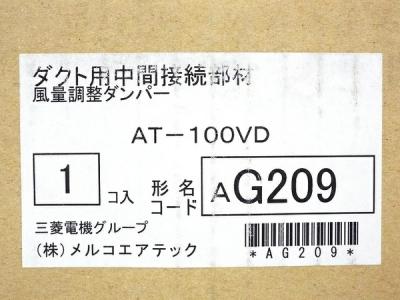 ダクト用中間接続部材
風量調整ダンパー
AT-100VD
1 コ入
形名コード AG209
三菱電機グループ
(株)メルコエアテック
*AG209*